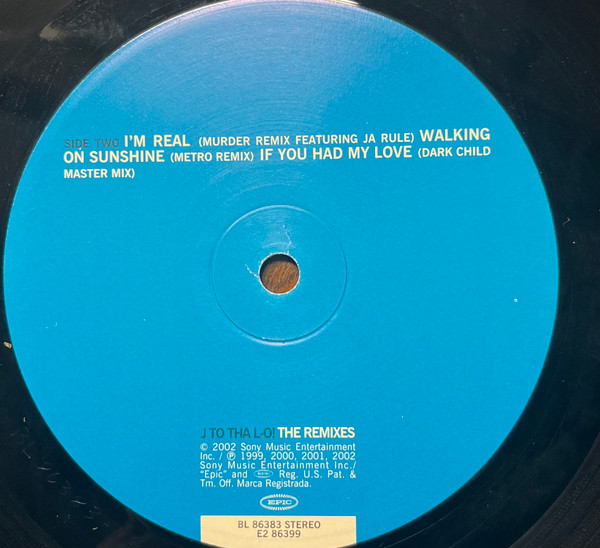 SIDE TWO I'M REAL (MURDER REMIX FEATURING JA RULE) WALKING
ON SUNSHINE (METRO REMIX) IF YOU HAD MY LOVE (DARK CHILD
MASTER MIX)
J TO THA L-O! THE REMIXES
© 2002 Sony Music Entertainment
Inc. / ℗ 1999, 2000, 2001, 2002
Sony Music Entertainment Inc./
"Epic" and Reg. U.S. Pat. &
Tm. Off. Marca Registrada.
EPIC
BL 86383 STEREO
E2 86399